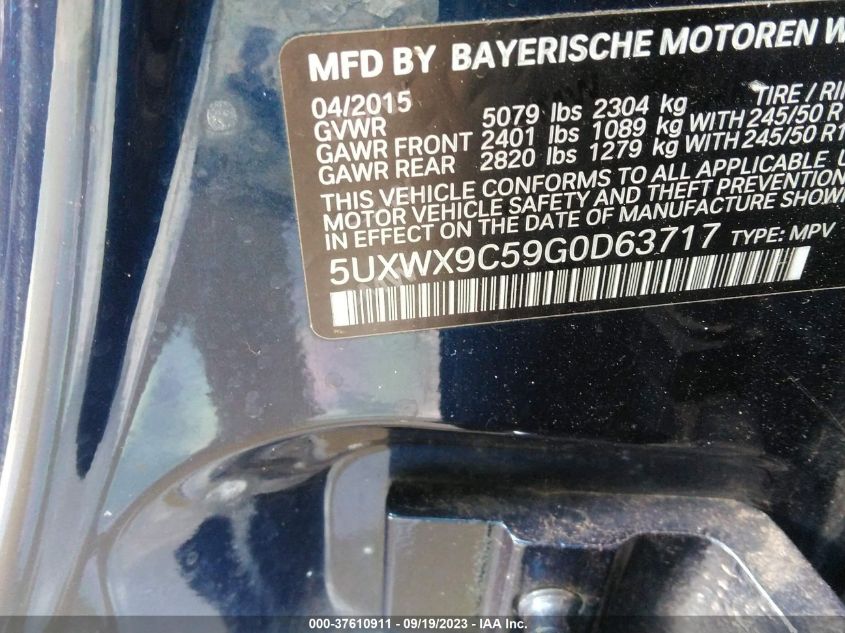 MFD BY BAYERISCHE MOTOREN W
04/2015 TIRE / RI
GVWR 5079 lbs 2304 kg
GAWR FRONT 2401 lbs 1089 kg WITH 245/50 R
GAWR REAR 2820 lbs 1279 kg WITH 245/50 R1
THIS VEHICLE CONFORMS TO ALL APPLICABLE U
MOTOR VEHICLE SAFETY AND THEFT PREVENTION
IN EFFECT ON THE DATE OF MANUFACTURE SHOW
5UXWX9C59G0D63717 TYPE: MPV
000-37610911 - 09/19/2023 - IAA Inc.